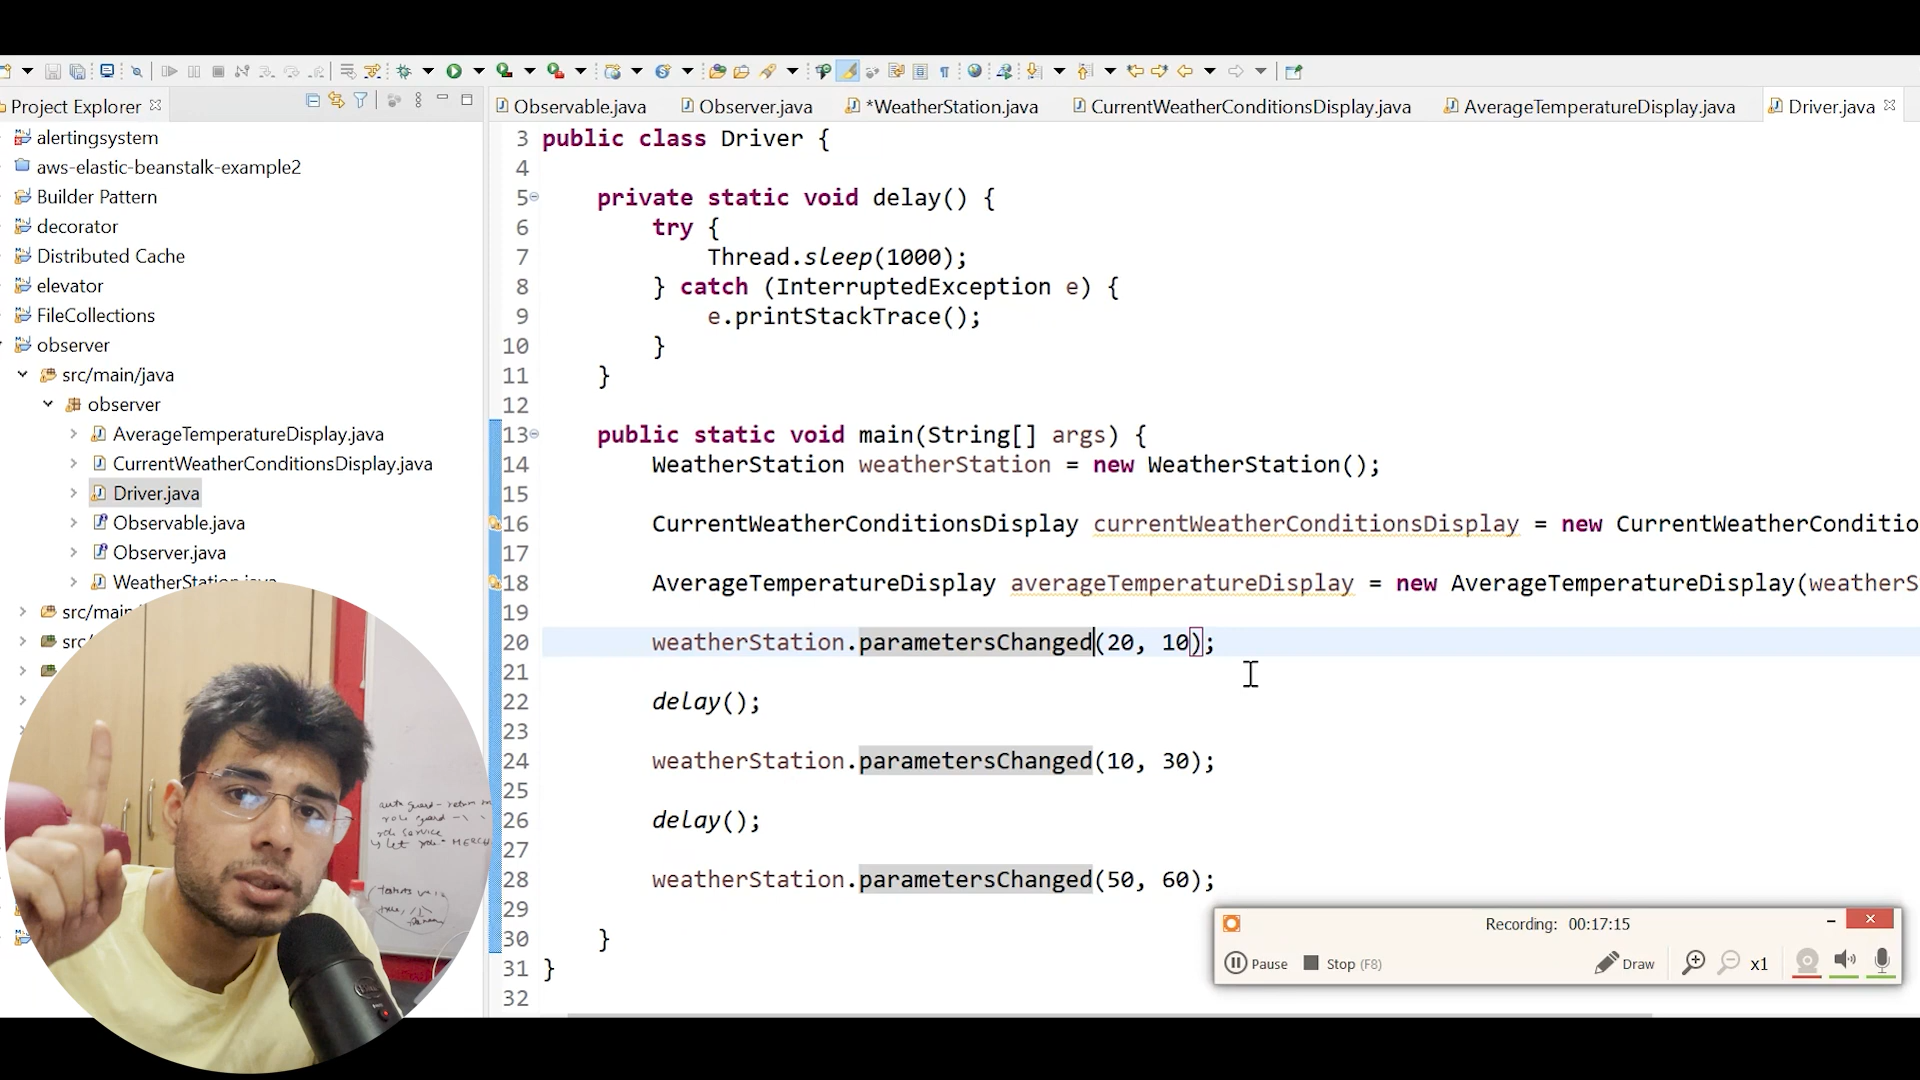 Project Explorer
Observable.java
Observer.java
*WeatherStation.java
CurrentWeatherConditionsDisplay.java
AverageTemperatureDisplay.java
Driver.java
alertingsystem
aws-elastic-beanstalk-example2
Builder Pattern
decorator
Distributed Cache
elevator
FileCollections
observer
src/main/java
observer
AverageTemperatureDisplay.java
CurrentWeatherConditionsDisplay.java
Driver.java
Observable.java
Observer.java
WeatherStation.java
src/main
3 public class Driver {
4
5 private static void delay() {
6 try {
7 Thread.sleep(1000);
8 } catch (InterruptedException e) {
9 e.printStackTrace();
10 }
11 }
12
13 public static void main(String[] args) {
14 WeatherStation weatherStation = new WeatherStation();
15
16 CurrentWeatherConditionsDisplay currentWeatherConditionsDisplay = new CurrentWeatherConditio
17
18 AverageTemperatureDisplay averageTemperatureDisplay = new AverageTemperatureDisplay(weatherS
19
20 weatherStation.parametersChanged(20, 10);
21
22 delay();
23
24 weatherStation.parametersChanged(10, 30);
25
26 delay();
27
28 weatherStation.parametersChanged(50, 60);
29
30 }
31 }
32
Recording: 00:17:15
Pause
Stop (F8)
Draw
x1